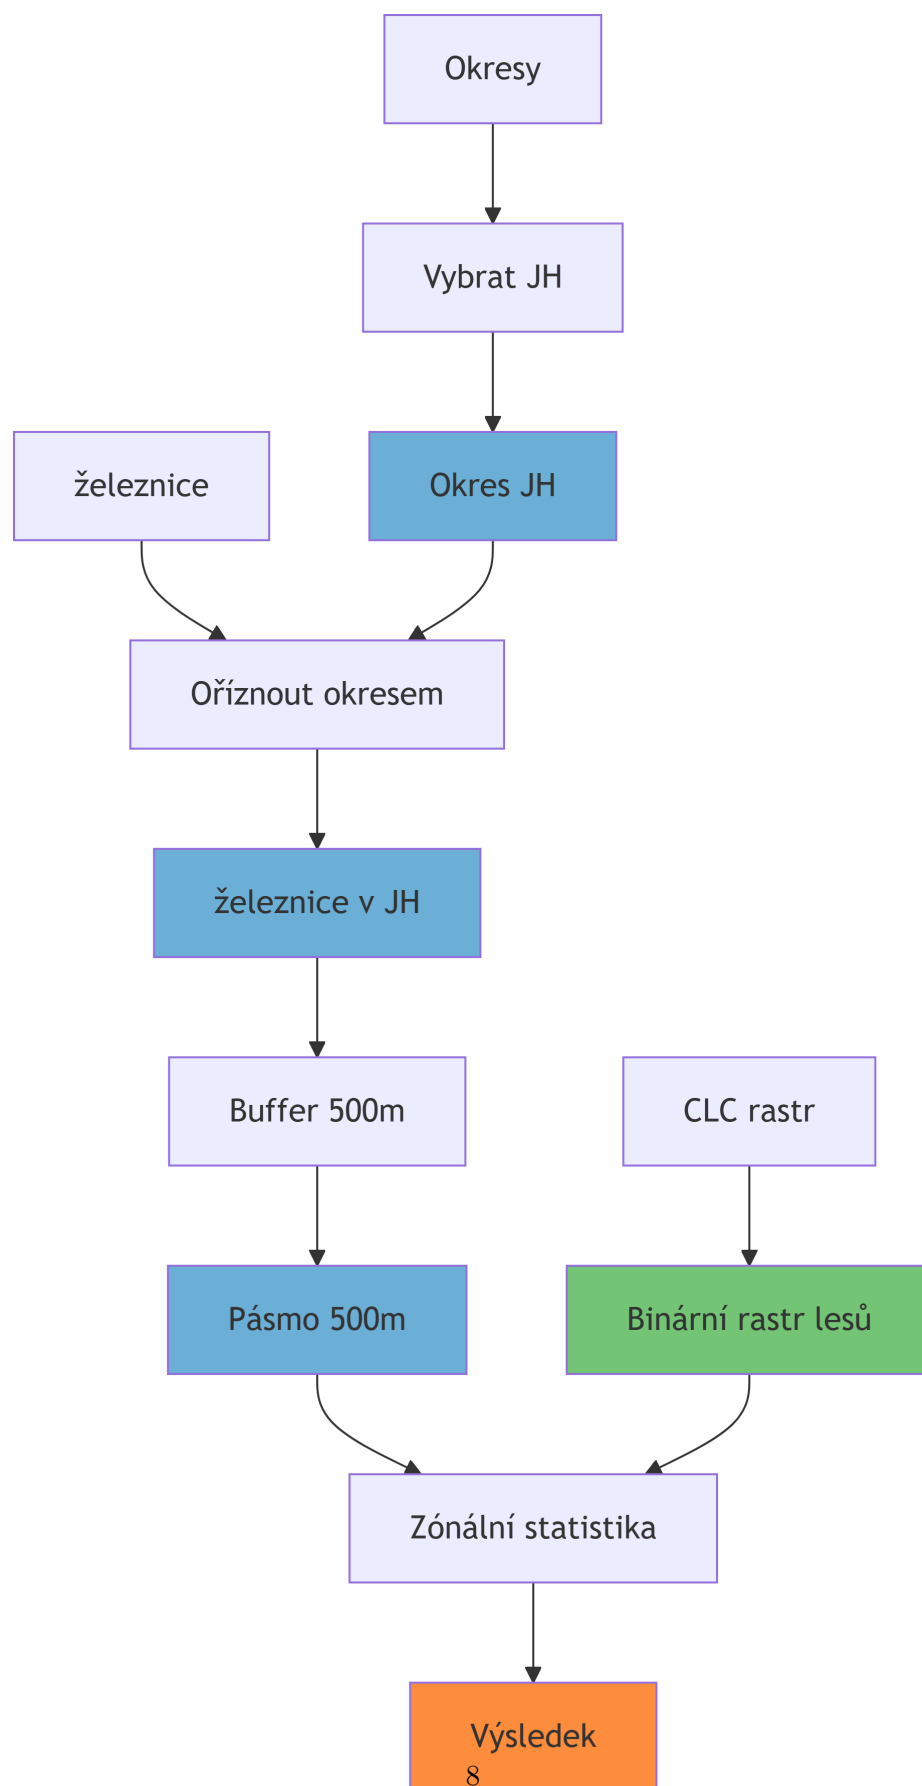 Okresy
Vybrat JH
železnice
Okres JH
Oříznout okresem
železnice v JH
Buffer 500m
CLC rastr
Pásmo 500m
Binární rastr lesů
Zónální statistika
Výsledek
8